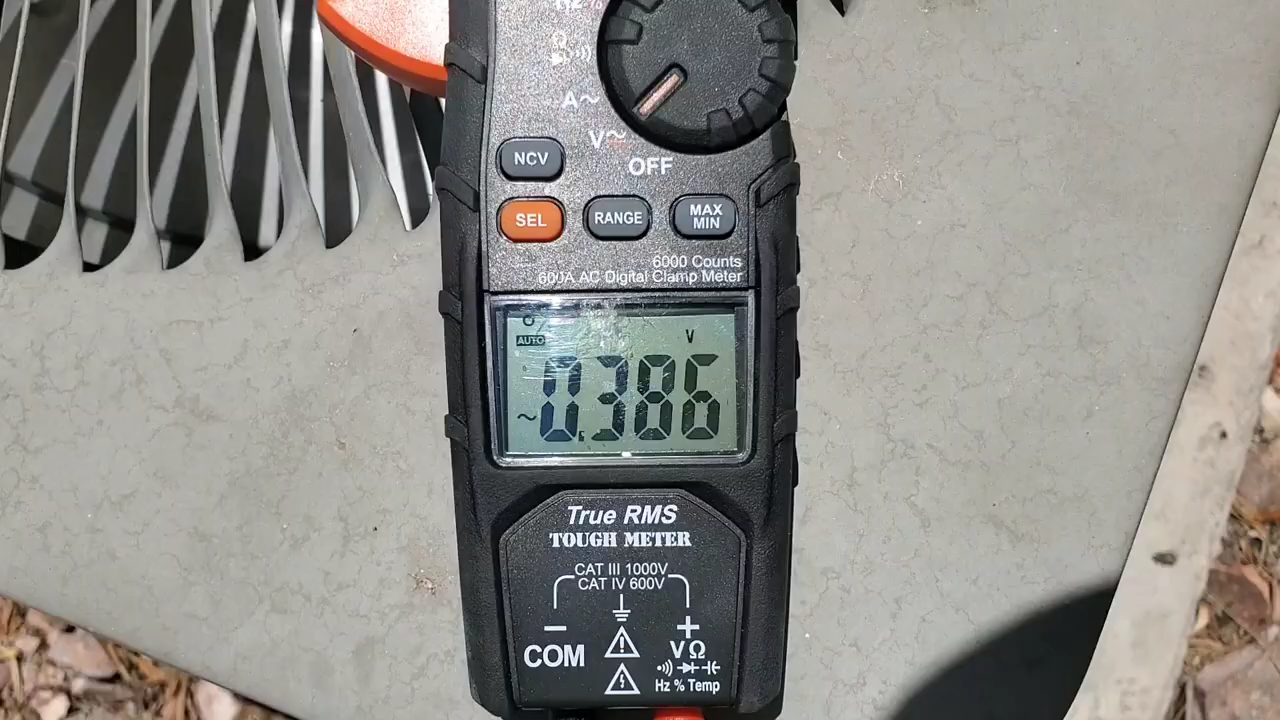 Hz%
A~
V≂
OFF
NCV
SEL
RANGE
MAX
MIN
6000 Counts
600A AC Digital Clamp Meter
AUTO
V
~0.386
True RMS
TOUGH METER
CAT III 1000V
CAT IV 600V
− +
COM
VΩ
Hz % Temp